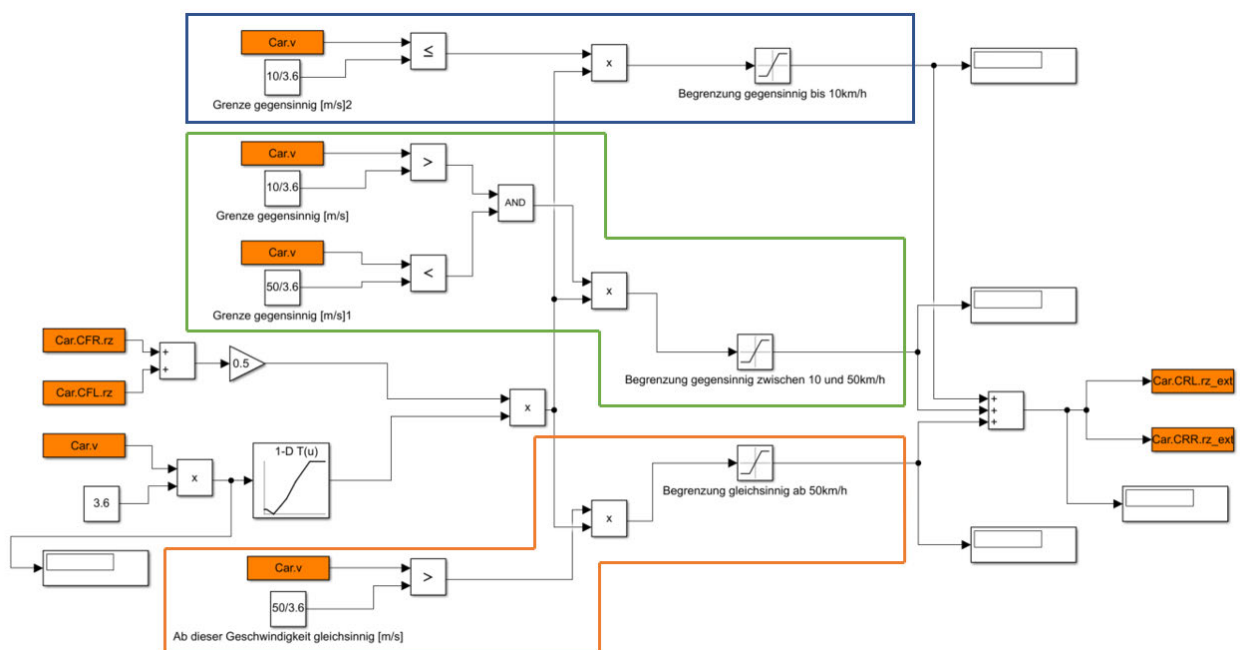 Car.v
≤
10/3.6
Grenze gegensinnig [m/s]2
x
Begrenzung gegensinnig bis 10km/h
Car.v
>
10/3.6
Grenze gegensinnig [m/s]
AND
Car.v
<
50/3.6
Grenze gegensinnig [m/s]1
x
Begrenzung gegensinnig zwischen 10 und 50km/h
Car.CFR.rz
+
+
0.5
Car.CFL.rz
x
Car.v
x
3.6
1-D T(u)
Begrenzung gleichsinnig ab 50km/h
x
Car.v
>
50/3.6
Ab dieser Geschwindigkeit gleichsinnig [m/s]
+
+
+
Car.CRL.rz_ext
Car.CRR.rz_ext